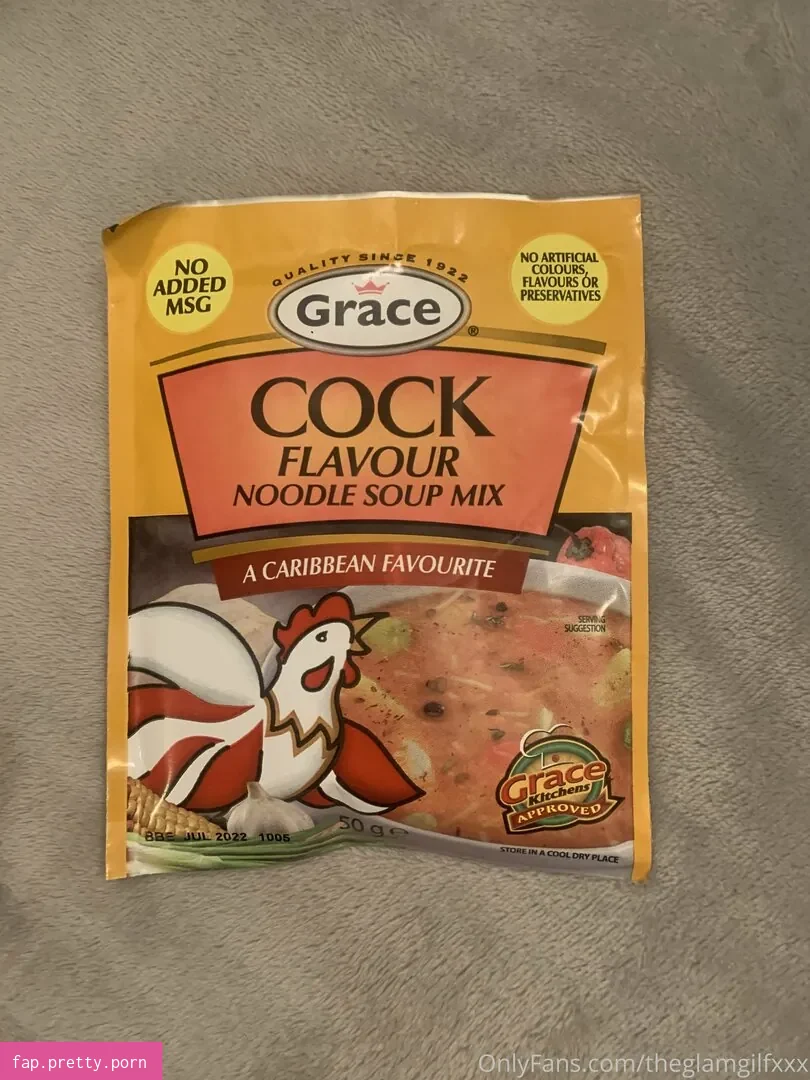 NO
ADDED
MSG
QUALITY SINCE 1922
Grace
®
NO ARTIFICIAL
COLOURS,
FLAVOURS OR
PRESERVATIVES
COCK
FLAVOUR
NOODLE SOUP MIX
A CARIBBEAN FAVOURITE
SERVING
SUGGESTION
Grace
Kitchens
APPROVED
BBE JUL 2022 1005
50 g e
STORE IN A COOL DRY PLACE
fap.pretty.porn
OnlyFans.com/theglamgilfxxx